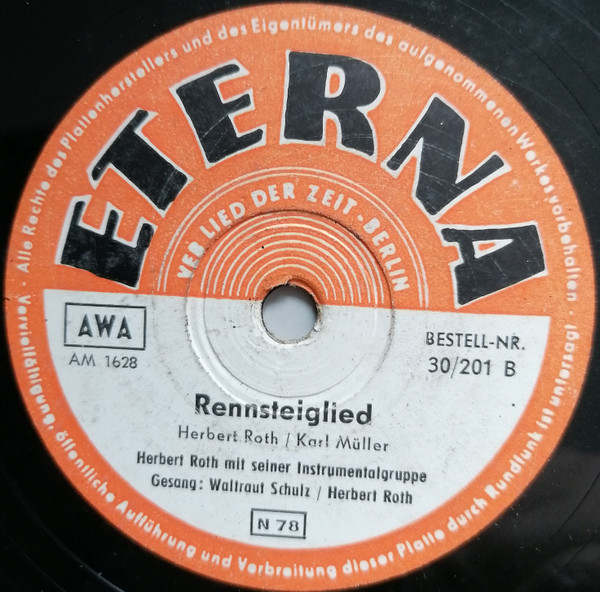 ETERNA
VEB LIED DER ZEIT · BERLIN
AWA
AM 1628
BESTELL-NR.
30/201 B
Rennsteiglied
Herbert Roth / Karl Müller
Herbert Roth mit seiner Instrumentalgruppe
Gesang: Waltraut Schulz / Herbert Roth
N 78
· Alle Rechte des Plattenherstellers und des Eigentümers des aufgenommenen Werkes vorbehalten · Vervielfältigung, öffentliche Aufführung und Verbreitung dieser Platte durch Rundfunk ist untersagt